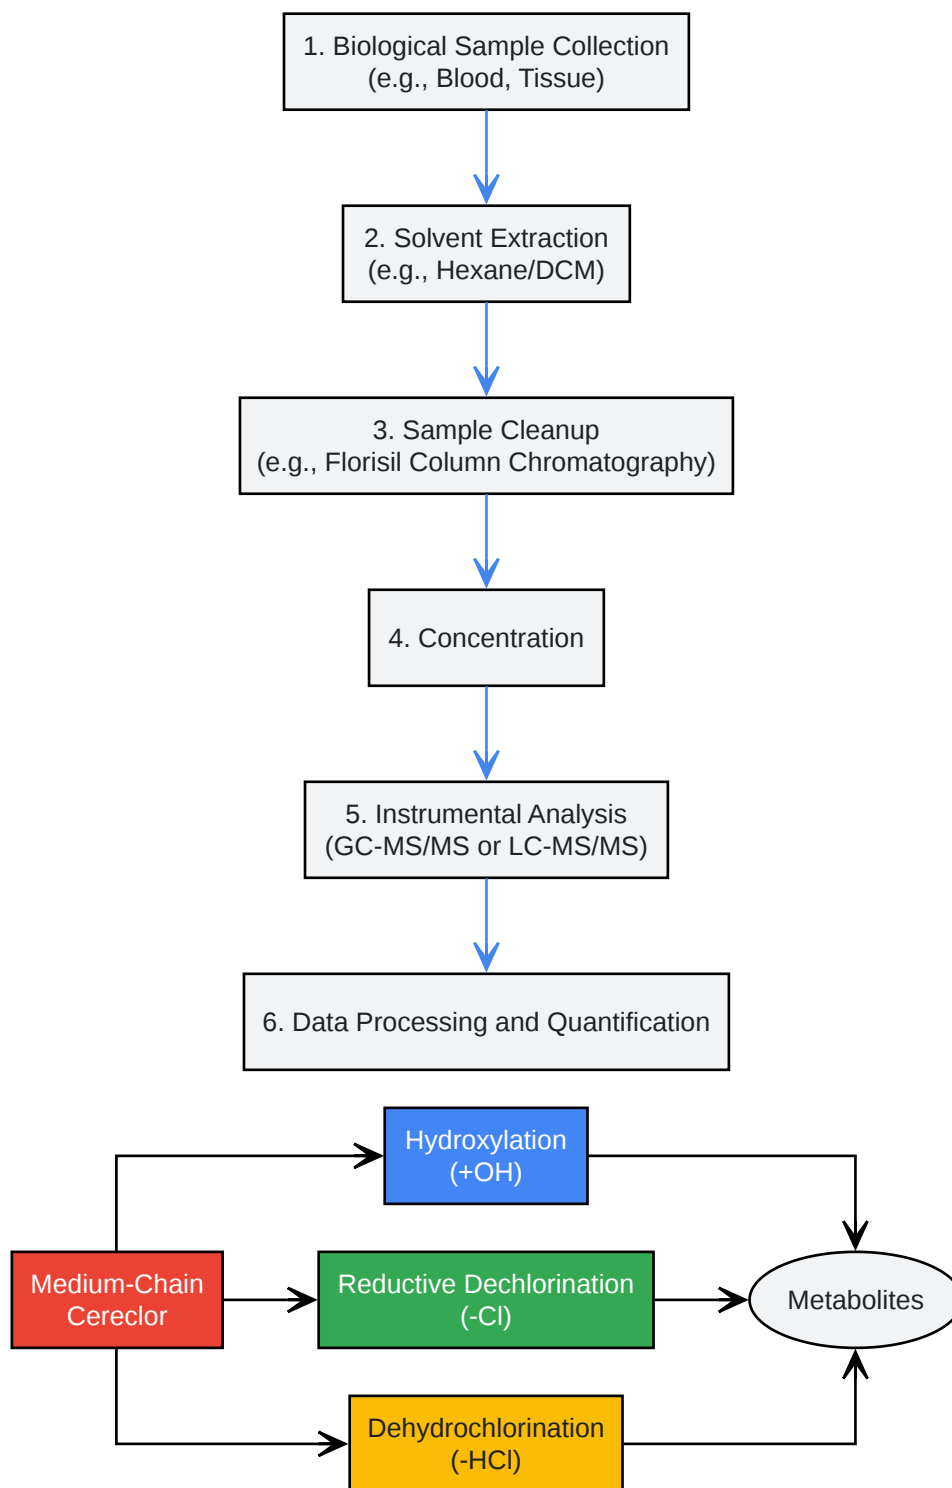 1. Biological Sample Collection
(e.g., Blood, Tissue)
2. Solvent Extraction
(e.g., Hexane/DCM)
3. Sample Cleanup
(e.g., Florisil Column Chromatography)
4. Concentration
5. Instrumental Analysis
(GC-MS/MS or LC-MS/MS)
6. Data Processing and Quantification
Hydroxylation
(+OH)
Medium-Chain
Cereclor
Reductive Dechlorination
(-Cl)
Metabolites
Dehydrochlorination
(-HCl)